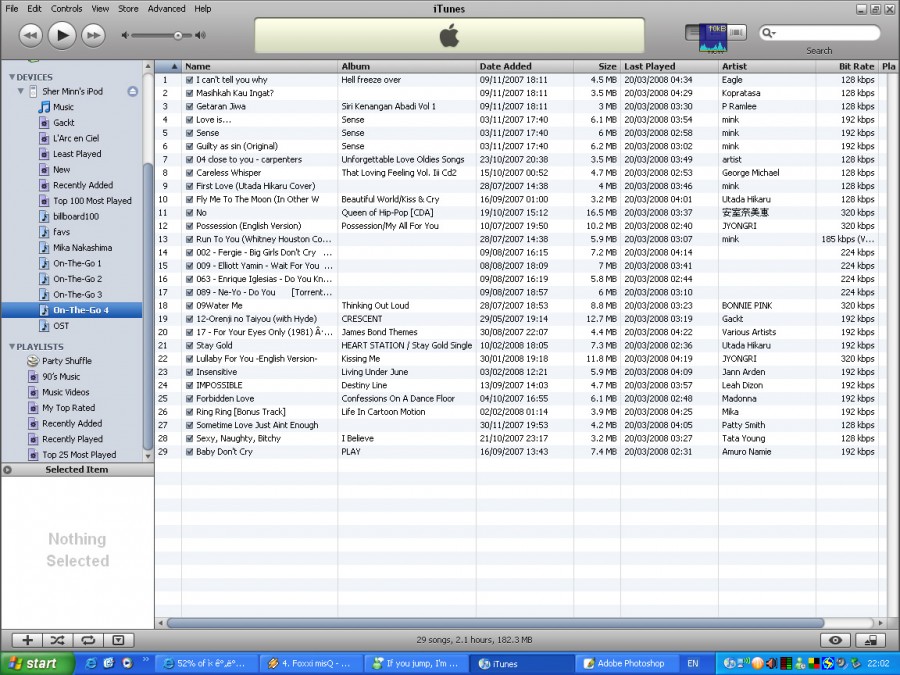 File Edit Controls View Store Advanced Help
iTunes
10kB
Search
DEVICES
Sher Minn's iPod
Music
Gackt
L'Arc en Ciel
Least Played
New
Recently Added
Top 100 Most Played
billboard100
favs
Mika Nakashima
On-The-Go 1
On-The-Go 2
On-The-Go 3
On-The-Go 4
OST
PLAYLISTS
Party Shuffle
90's Music
Music Videos
My Top Rated
Recently Added
Recently Played
Top 25 Most Played
Selected Item
Nothing
Selected
Name Album Date Added Size Last Played Artist Bit Rate Pla
1 I can't tell you why Hell freeze over 09/11/2007 18:11 4.5 MB 20/03/2008 04:34 Eagle 128 kbps
2 Masihkah Kau Ingat? 09/11/2007 18:11 3.5 MB 20/03/2008 04:29 Kopratasa 128 kbps
3 Getaran Jiwa Siri Kenangan Abadi Vol 1 09/11/2007 18:11 3 MB 20/03/2008 03:30 P Ramlee 128 kbps
4 Love is... Sense 03/11/2007 17:40 6.1 MB 20/03/2008 03:54 mink 192 kbps
5 Sense Sense 03/11/2007 17:40 6 MB 20/03/2008 02:58 mink 192 kbps
6 Guilty as sin (Original) Sense 03/11/2007 17:40 6.2 MB 20/03/2008 03:02 mink 192 kbps
7 04 close to you - carpenters Unforgettable Love Oldies Songs 23/10/2007 20:38 3.5 MB 20/03/2008 03:49 artist 128 kbps
8 Careless Whisper That Loving Feeling Vol. Iii Cd2 15/10/2007 00:52 4.7 MB 20/03/2008 02:53 George Michael 128 kbps
9 First Love (Utada Hikaru Cover) 28/07/2007 14:38 4 MB 20/03/2008 03:46 mink 128 kbps
10 Fly Me To The Moon (In Other W Beautiful World/Kiss & Cry 16/09/2007 01:00 3.2 MB 20/03/2008 04:01 Utada Hikaru 128 kbps
11 No Queen of Hip-Pop [CDA] 19/10/2007 15:12 16.5 MB 20/03/2008 03:37 安室奈美恵 320 kbps
12 Possession (English Version) Possession/My All For You 10/07/2007 19:50 10.2 MB 20/03/2008 02:40 JYONGRI 320 kbps
13 Run To You (Whitney Houston Co... 28/07/2007 14:38 5.9 MB 20/03/2008 03:07 mink 185 kbps (V...
14 002 - Fergie - Big Girls Don't Cry ... 09/08/2007 16:15 7.2 MB 20/03/2008 04:14 224 kbps
15 009 - Elliott Yamin - Wait For You ... 08/08/2007 18:09 7 MB 20/03/2008 03:41 224 kbps
16 063 - Enrique Iglesias - Do You Kn... 09/08/2007 16:19 5.8 MB 20/03/2008 02:44 224 kbps
17 089 - Ne-Yo - Do You [Torrent... 09/08/2007 18:57 6 MB 20/03/2008 03:10 224 kbps
18 09Water Me Thinking Out Loud 28/07/2007 18:53 8.8 MB 20/03/2008 03:23 BONNIE PINK 320 kbps
19 12-Orenji no Taiyou (with Hyde) CRESCENT 29/05/2007 19:14 12.7 MB 20/03/2008 03:19 Gackt 192 kbps
20 17 - For Your Eyes Only (1981) Â·... James Bond Themes 30/08/2007 22:07 4.4 MB 20/03/2008 04:22 Various Artists 192 kbps
21 Stay Gold HEART STATION / Stay Gold Single 10/02/2008 18:05 7.3 MB 20/03/2008 02:36 Utada Hikaru 192 kbps
22 Lullaby For You -English Version- Kissing Me 30/01/2008 19:18 11.8 MB 20/03/2008 04:19 JYONGRI 320 kbps
23 Insensitive Living Under June 03/02/2008 12:21 5.9 MB 20/03/2008 04:09 Jann Arden 192 kbps
24 IMPOSSIBLE Destiny Line 13/09/2007 14:03 4.7 MB 20/03/2008 03:57 Leah Dizon 192 kbps
25 Forbidden Love Confessions On A Dance Floor 04/10/2007 16:55 6.1 MB 20/03/2008 02:48 Madonna 192 kbps
26 Ring Ring [Bonus Track] Life In Cartoon Motion 02/02/2008 01:14 3.9 MB 20/03/2008 04:25 Mika 192 kbps
27 Sometime Love Just Aint Enough 30/11/2007 19:53 4.2 MB 20/03/2008 04:05 Patty Smith 128 kbps
28 Sexy, Naughty, Bitchy I Believe 21/10/2007 23:17 3.2 MB 20/03/2008 03:27 Tata Young 128 kbps
29 Baby Don't Cry PLAY 16/09/2007 13:43 7.4 MB 20/03/2008 02:31 Amuro Namie 192 kbps
29 songs, 2.1 hours, 182.3 MB
start 52% of 4. Foxxi misQ - ... If you jump, I'm... iTunes Adobe Photoshop EN 22:02